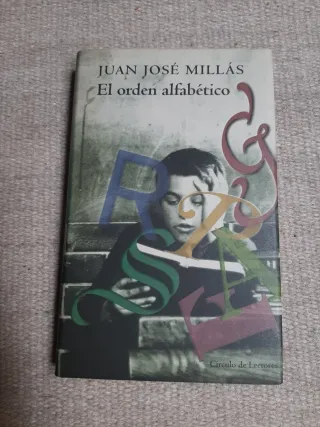 JUAN JOSÉ MILLÁS
El orden alfabético
G
R
T
S
A
E
Círculo de Lectores